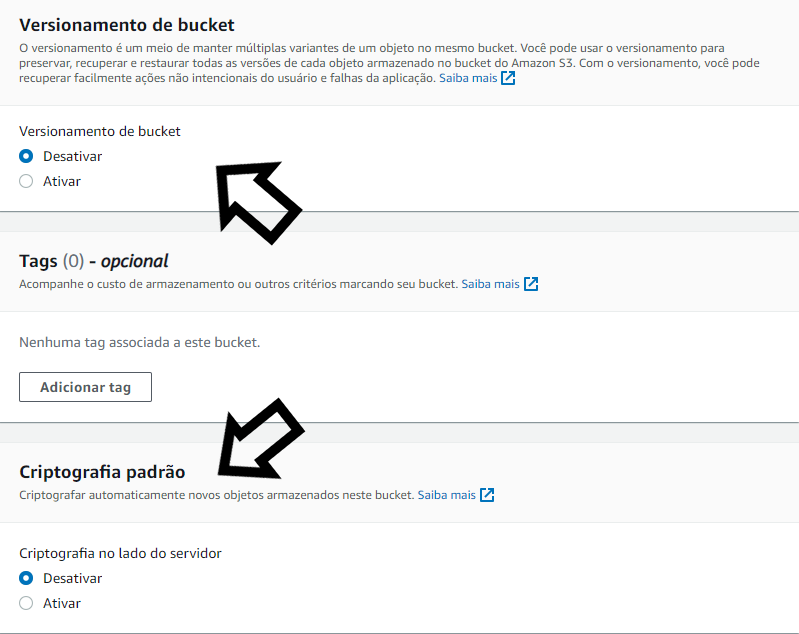 Versionamento de bucket
O versionamento é um meio de manter múltiplas variantes de um objeto no mesmo bucket. Você pode usar o versionamento para
preservar, recuperar e restaurar todas as versões de cada objeto armazenado no bucket do Amazon S3. Com o versionamento, você pode
recuperar facilmente ações não intencionais do usuário e falhas da aplicação. Saiba mais
Versionamento de bucket
Desativar
Ativar
Tags (0) - opcional
Acompanhe o custo de armazenamento ou outros critérios marcando seu bucket. Saiba mais
Nenhuma tag associada a este bucket.
Adicionar tag
Criptografia padrão
Criptografar automaticamente novos objetos armazenados neste bucket. Saiba mais
Criptografia no lado do servidor
Desativar
Ativar